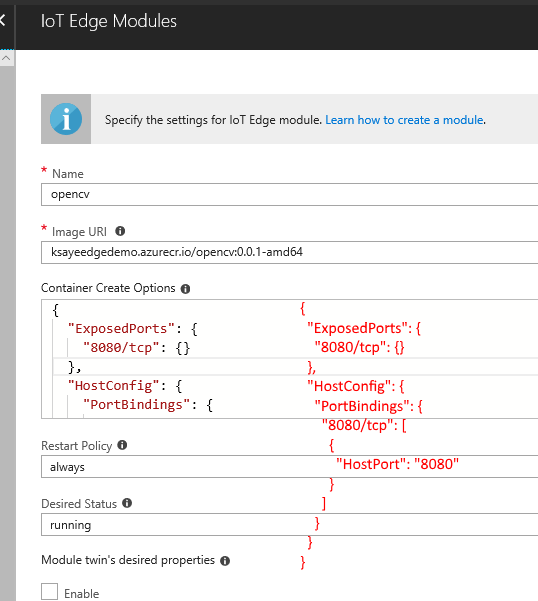 IoT Edge Modules
Specify the settings for IoT Edge module. Learn how to create a module.
* Name
opencv
* Image URI
ksayeedgedemo.azurecr.io/opencv:0.0.1-amd64
Container Create Options
{
"ExposedPorts": {
"8080/tcp": {}
},
"HostConfig": {
"PortBindings": {
{
"ExposedPorts": {
"8080/tcp": {}
},
"HostConfig": {
"PortBindings": {
"8080/tcp": [
{
"HostPort": "8080"
}
]
}
}
}
Restart Policy
always
Desired Status
running
Module twin's desired properties
Enable